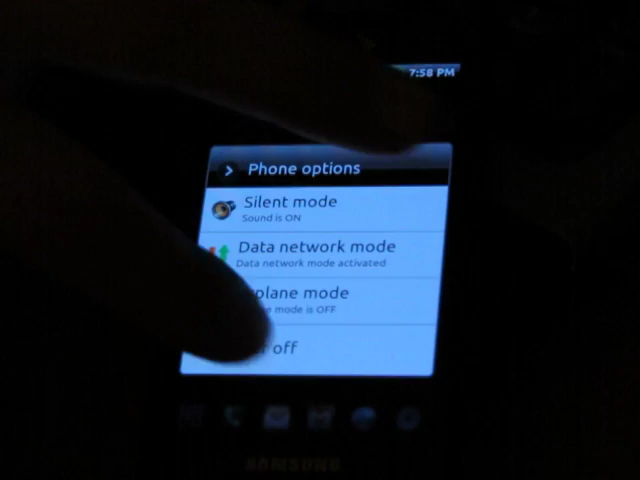 7:58 PM
Phone options
Silent mode
Sound is ON
Data network mode
Data network mode activated
plane mode
mode is OFF
off
SAMSUNG